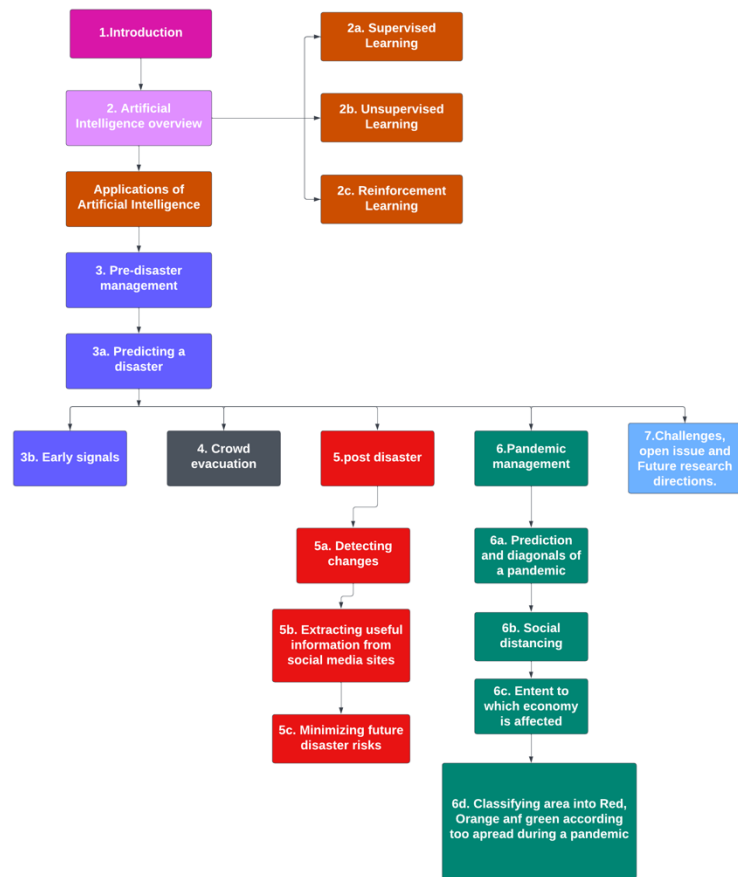 1.Introduction
2a. Supervised
Learning
2. Artificial
Intelligence overview
2b. Unsupervised
Learning
Applications of
Artificial Intelligence
2c. Reinforcement
Learning
3. Pre-disaster
management
3a. Predicting a
disaster
3b. Early signals
4. Crowd
evacuation
5.post disaster
6.Pandemic
management
7.Challenges,
open issue and
Future research
directions.
5a. Detecting
changes
6a. Prediction
and diagonals of
a pandemic
5b. Extracting useful
information from
social media sites
6b. Social
distancing
6c. Entent to
which economy
is affected
5c. Minimizing future
disaster risks
6d. Classifying area into Red,
Orange anf green according
too apread during a pandemic